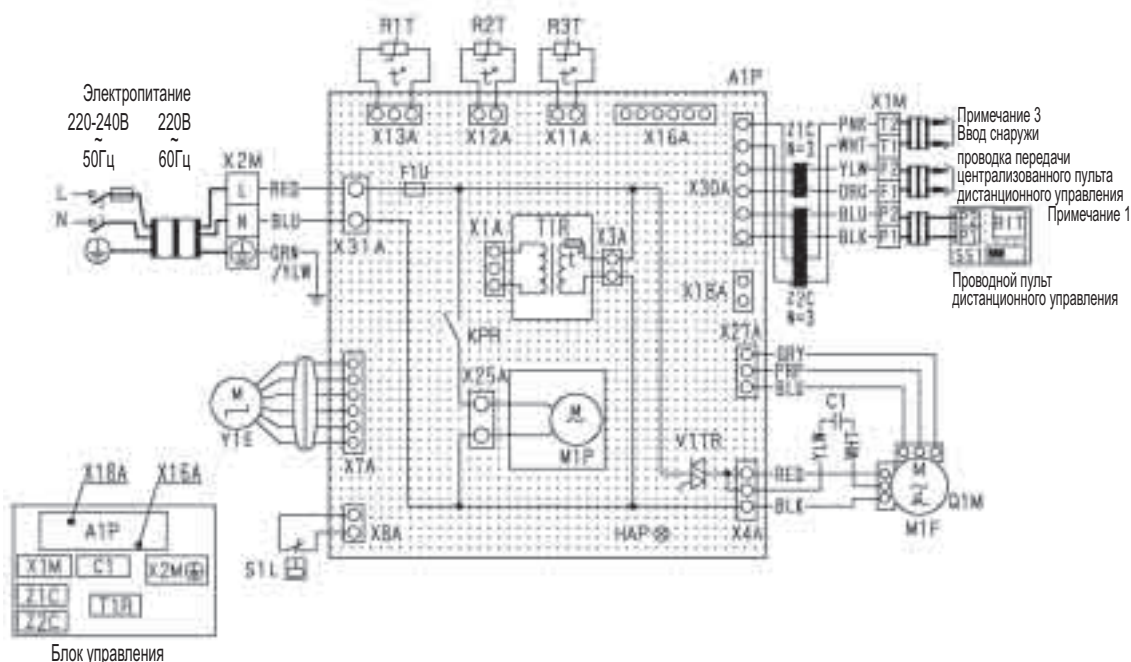 R1T R2T R3T
A1P
Электропитание
220-240В 220В
~ ~
50Гц 60Гц
X13A X12A X11A X16A
X1M
Z1C
N=3
PNK T2
WHT T1
YLW F2
ORG F1
BLU P2
BLK P1
Примечание 3
Ввод снаружи
проводка передачи
централизованного пульта
дистанционного управления
Примечание 1
P2
P1
SS1
Проводной пульт
дистанционного управления
X2M
L L RED
N N BLU
GRN
/YLW
X31A
F1U
X1A T1R X3A
X30A
X18A
Z2C
N=3
KPR
X27A
GRY
PRP
BLU
X25A
M
M1P
C1
YLW WHT
V1TR
RED
BLK
X4A
M
Q1M
M1F
M
Y1E
X7A
X8A
HAP
S1L
X18A X16A
A1P
X1M C1 X2M
Z1C T1R
Z2C
Блок управления